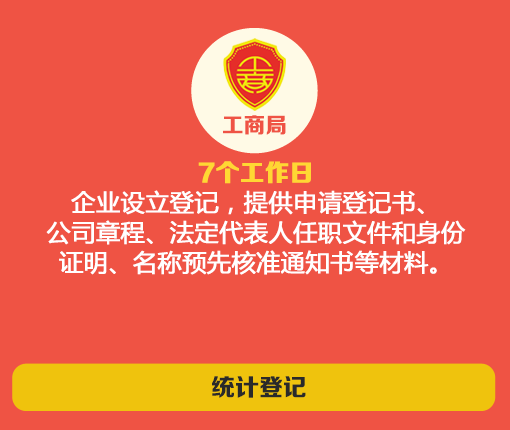 工商局
7个工作日
企业设立登记，提供申请登记书、
公司章程、法定代表人任职文件和身份
证明、名称预先核准通知书等材料。
统计登记